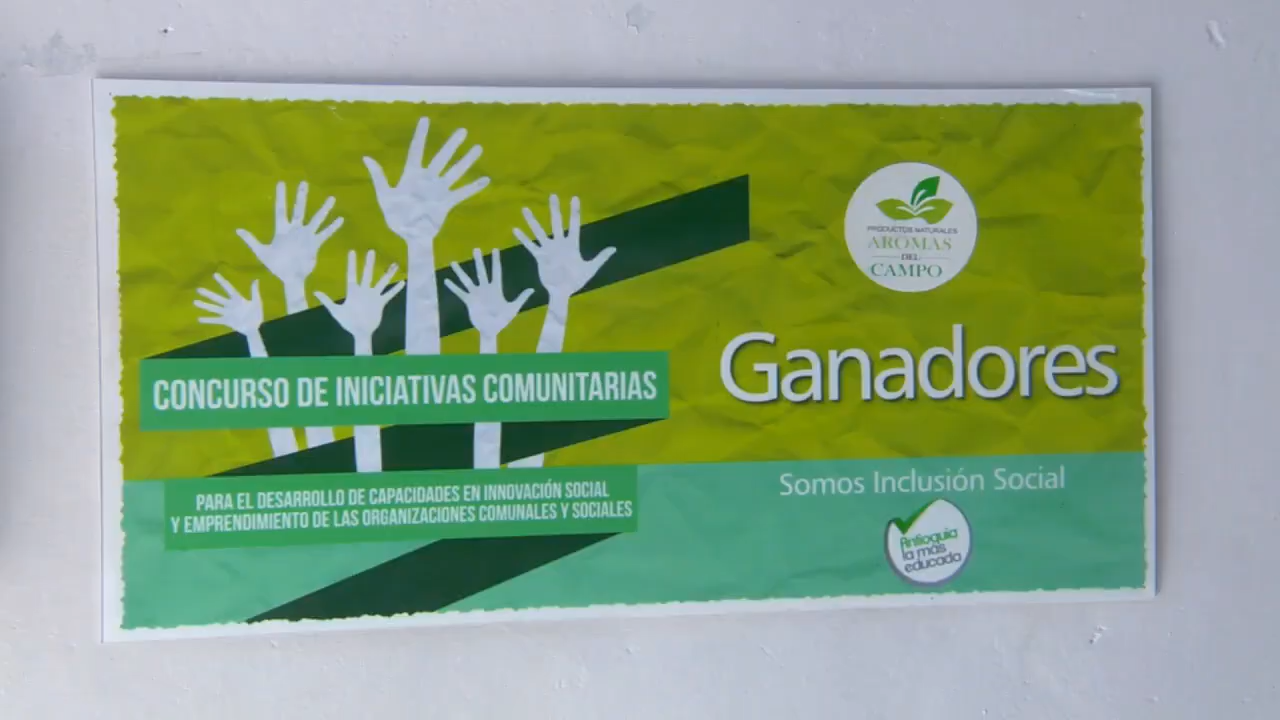 PRODUCTOS NATURALES
AROMAS
DEL
CAMPO
Ganadores
CONCURSO DE INICIATIVAS COMUNITARIAS
Somos Inclusión Social
PARA EL DESARROLLO DE CAPACIDADES EN INNOVACIÓN SOCIAL
Y EMPRENDIMIENTO DE LAS ORGANIZACIONES COMUNALES Y SOCIALES
Antioquia
la más
educada